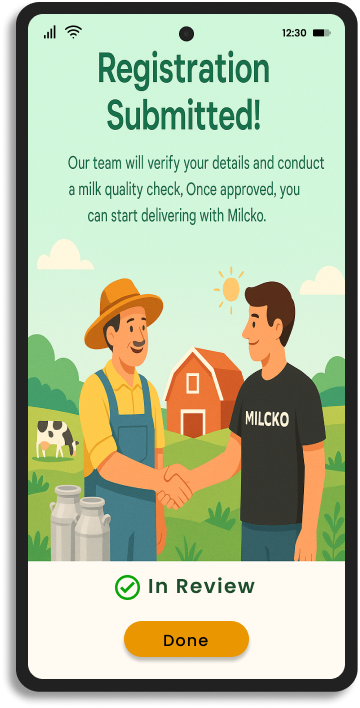 12:30
Registration
Submitted!
Our team will verify your details and conduct
a milk quality check, Once approved, you
can start delivering with Milcko.
MILCKO
In Review
Done